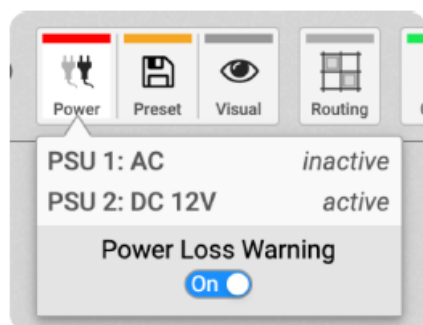 Power Preset Visual Routing
PSU 1: AC inactive
PSU 2: DC 12V active
Power Loss Warning
On